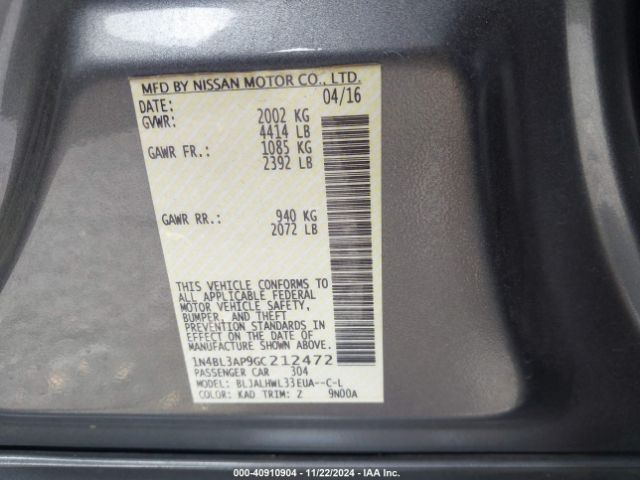 MFD BY NISSAN MOTOR CO., LTD.
DATE: 04/16
GVWR: 2002 KG
4414 LB
GAWR FR.: 1085 KG
2392 LB
GAWR RR.: 940 KG
2072 LB
THIS VEHICLE CONFORMS TO
ALL APPLICABLE FEDERAL
MOTOR VEHICLE SAFETY,
BUMPER, AND THEFT
PREVENTION STANDARDS IN
EFFECT ON THE DATE OF
MANUFACTURE SHOWN ABOVE.
1N4BL3AP9GC212472
PASSENGER CAR 304
MODEL: BLJALHWL33EUA--C-L
COLOR: KAD TRIM: Z 9N00A
000-40910904 - 11/22/2024 - IAA Inc.